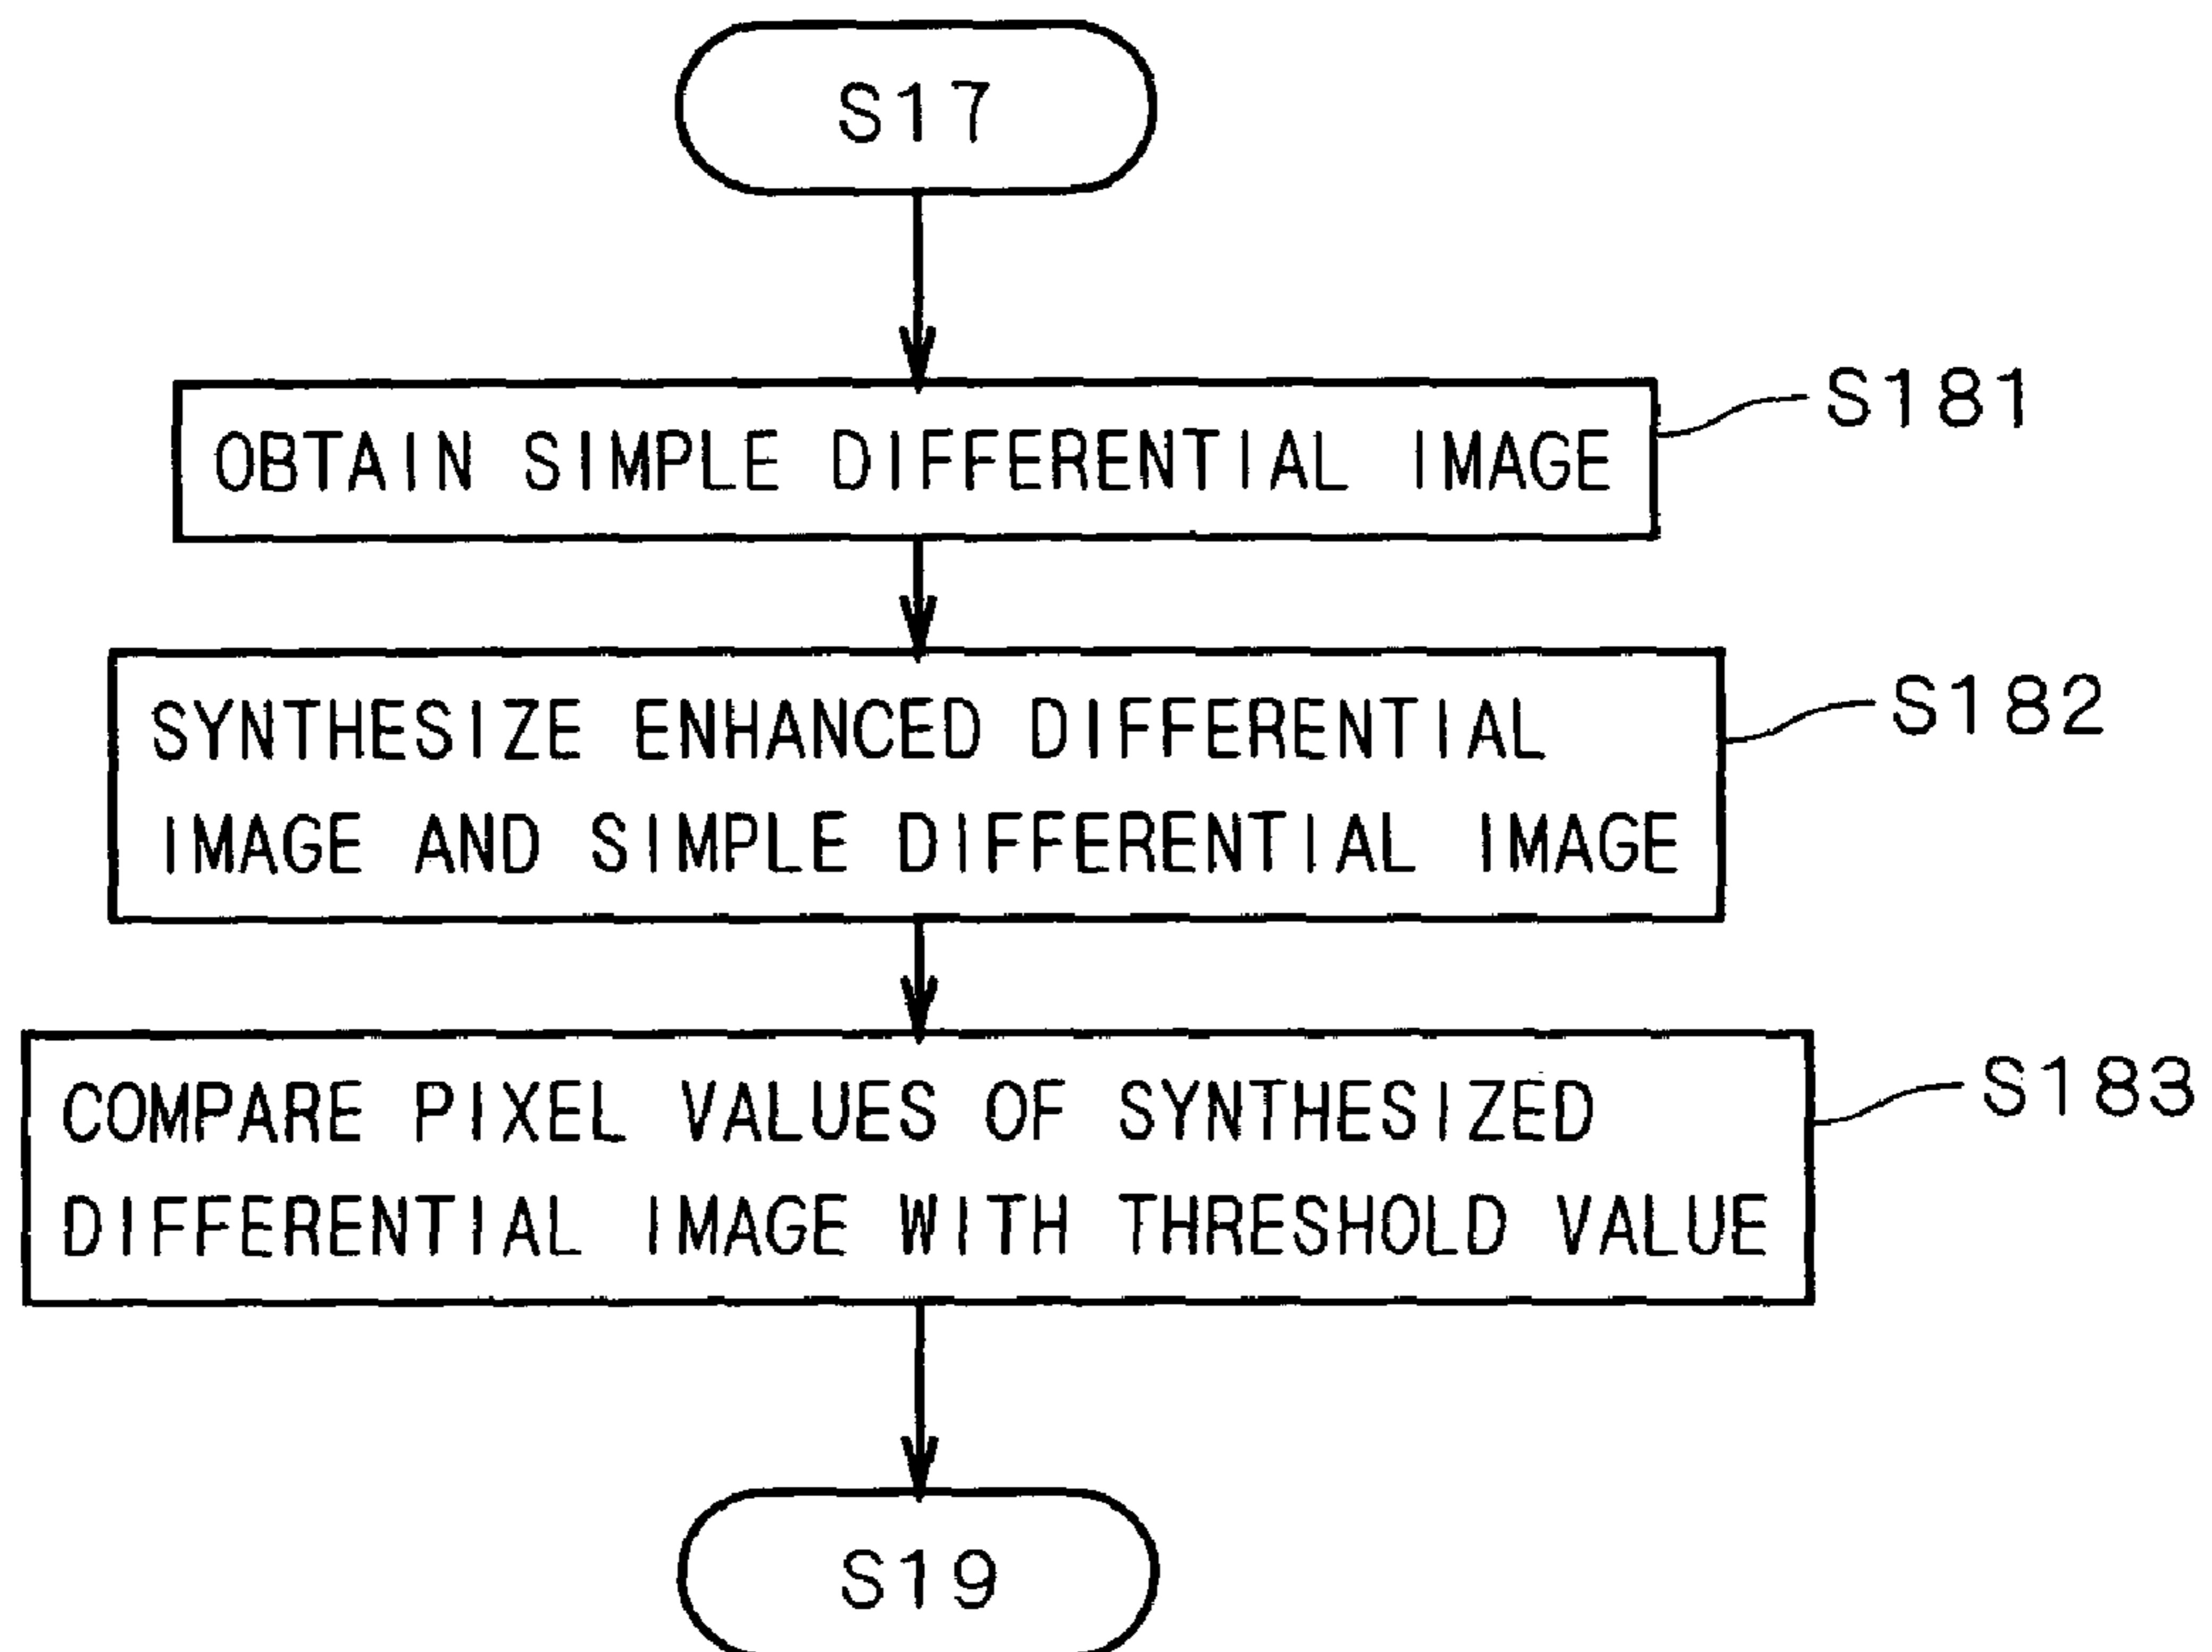 S17
OBTAIN SIMPLE DIFFERENTIAL IMAGE
S181
SYNTHESIZE ENHANCED DIFFERENTIAL
IMAGE AND SIMPLE DIFFERENTIAL IMAGE
S182
COMPARE PIXEL VALUES OF SYNTHESIZED
DIFFERENTIAL IMAGE WITH THRESHOLD VALUE
S183
S19